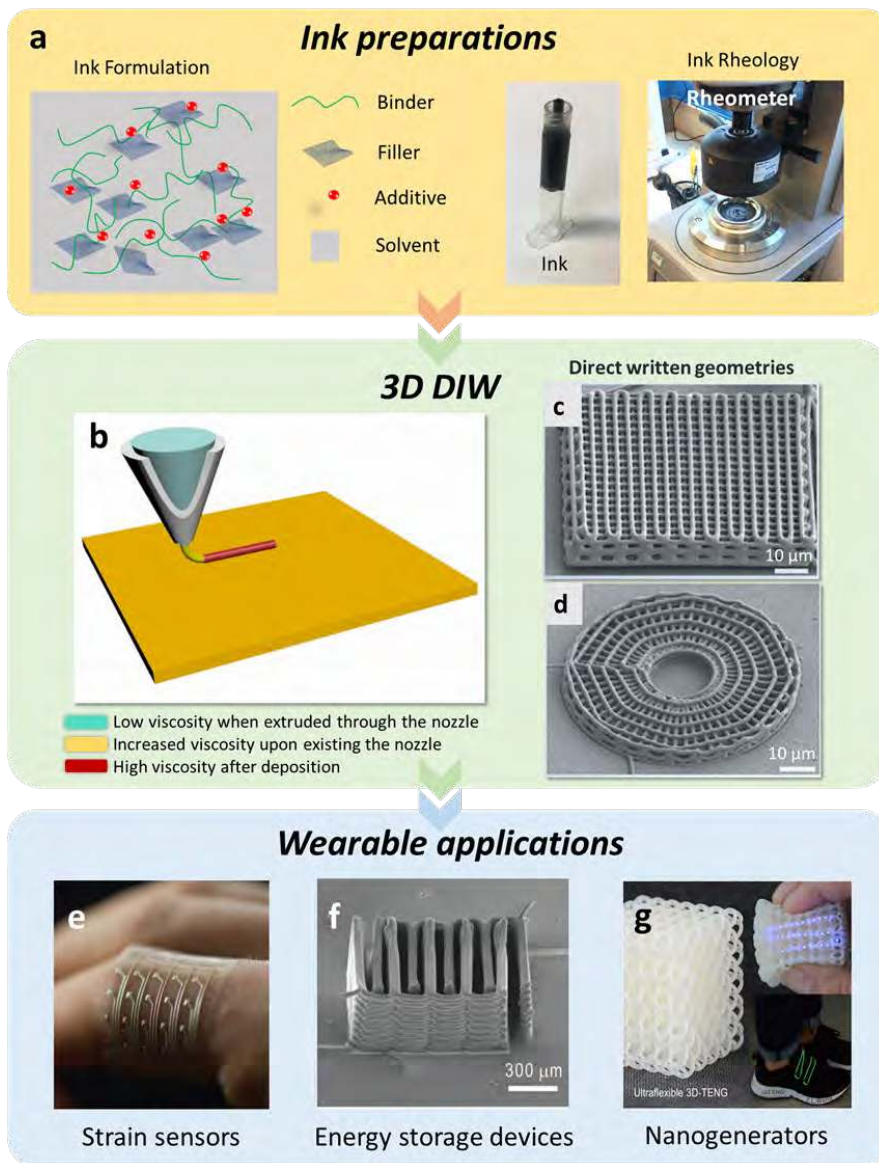 a
Ink preparations
Ink Formulation
Binder
Filler
Additive
Solvent
Ink
Ink Rheology
Rheometer
3D DIW
b
Low viscosity when extruded through the nozzle
Increased viscosity upon existing the nozzle
High viscosity after deposition
Direct written geometries
c
10 μm
d
10 μm
Wearable applications
e
Strain sensors
f
300 μm
Energy storage devices
g
Ultraflexible 3D-TENG
Nanogenerators